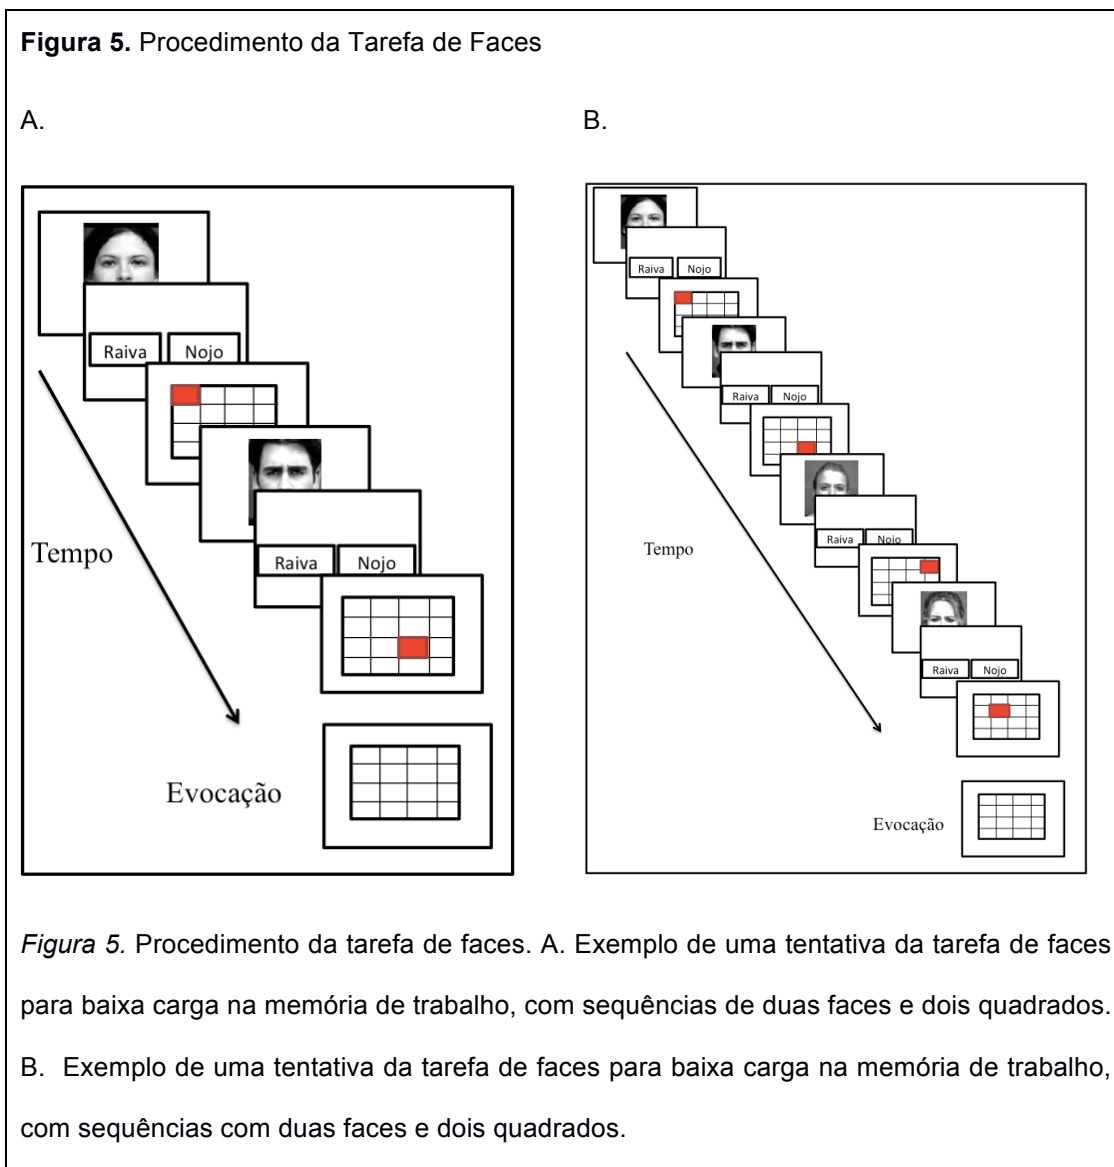 Figura 5. Procedimento da Tarefa de Faces
A.
B.
Raiva
Nojo
Raiva
Nojo
Tempo
Evocação
Raiva
Nojo
Raiva
Nojo
Raiva
Nojo
Raiva
Nojo
Tempo
Evocação
Figura 5. Procedimento da tarefa de faces. A. Exemplo de uma tentativa da tarefa de faces
para baixa carga na memória de trabalho, com sequências de duas faces e dois quadrados.
B. Exemplo de uma tentativa da tarefa de faces para baixa carga na memória de trabalho,
com sequências com duas faces e dois quadrados.